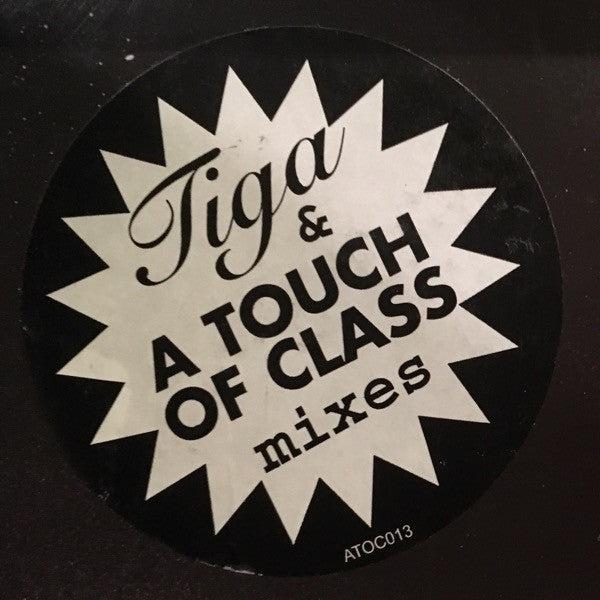 Tiga
&
A TOUCH
OF CLASS
mixes
ATOC013